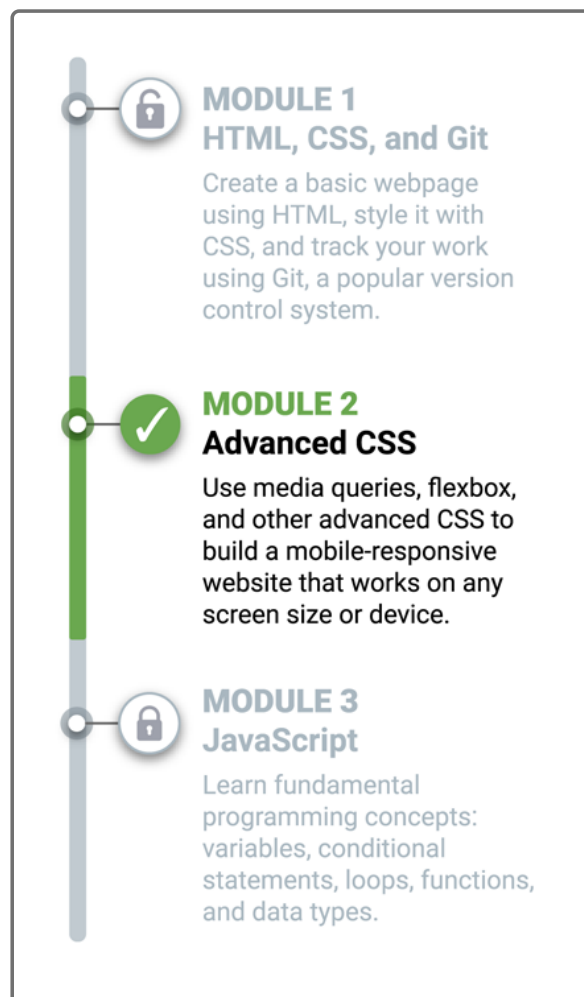 MODULE 1
HTML, CSS, and Git
Create a basic webpage
using HTML, style it with
CSS, and track your work
using Git, a popular version
control system.
MODULE 2
Advanced CSS
Use media queries, flexbox,
and other advanced CSS to
build a mobile-responsive
website that works on any
screen size or device.
MODULE 3
JavaScript
Learn fundamental
programming concepts:
variables, conditional
statements, loops, functions,
and data types.